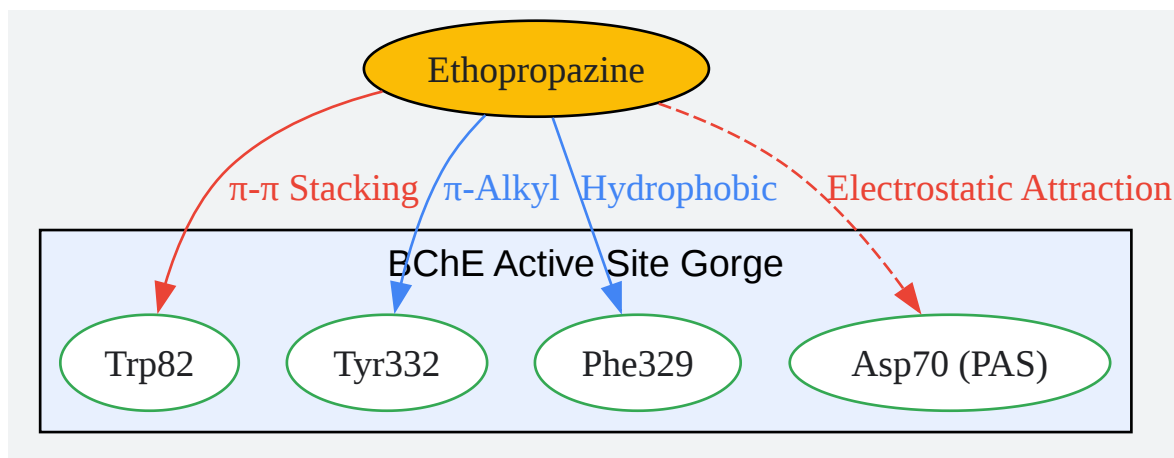 Ethopropazine
π-π Stacking
π-Alkyl
Hydrophobic
Electrostatic Attraction
BChE Active Site Gorge
Trp82
Tyr332
Phe329
Asp70 (PAS)